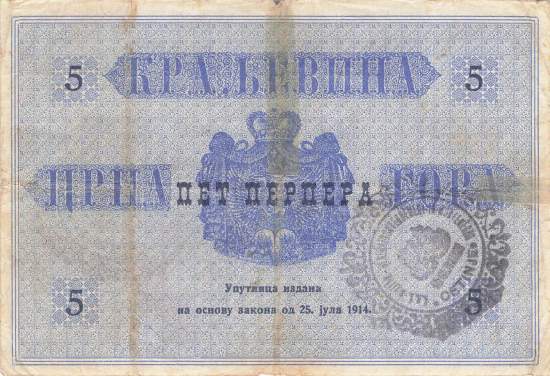 5 КРАЉЕВИНА 5
ЦРНА ПЕТ ПЕРПЕРА ГОРА
Упутница издана
на основу закона од 25. јула 1914.
5 5